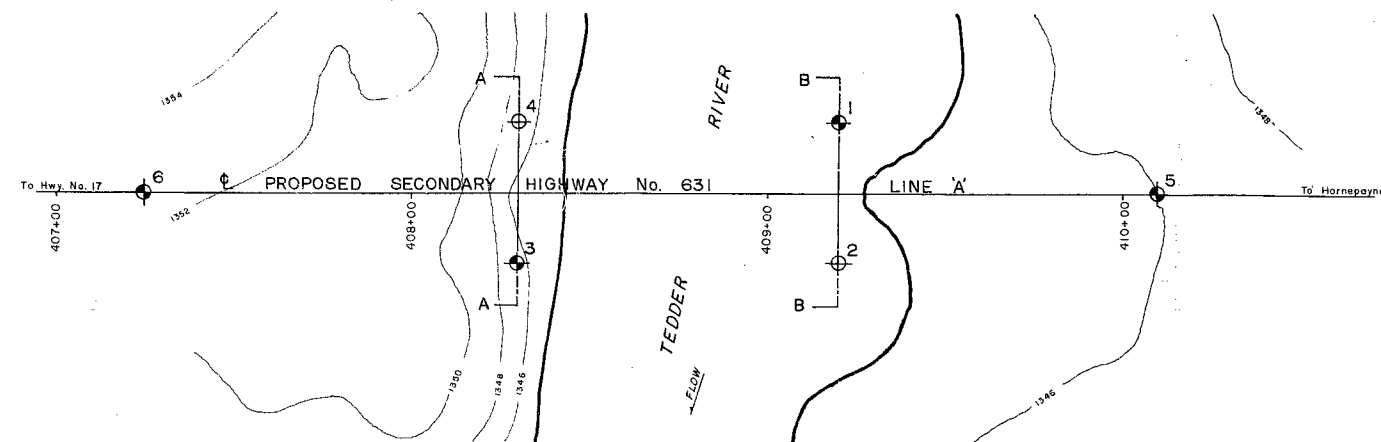 A
B
4
1
RIVER
1354
1348
6
To Hwy. No. 17
℄ PROPOSED SECONDARY HIGHWAY No. 631
LINE 'A'
5
To Hornepayne
1352
407+00
408+00
409+00
410+00
3
2
A
B
TEDDER
FLOW
1350
1348
1346
1346